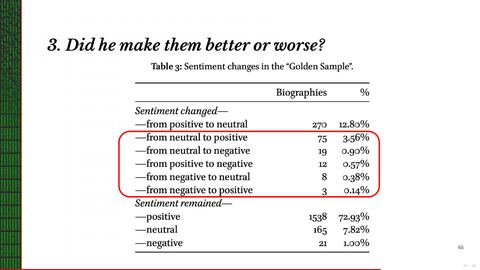 3. Did he make them better or worse?
Table 3: Sentiment changes in the “Golden Sample”.
Biographies %
Sentiment changed—
—from positive to neutral 270 12.80%
—from neutral to positive 75 3.56%
—from neutral to negative 19 0.90%
—from positive to negative 12 0.57%
—from negative to neutral 8 0.38%
—from negative to positive 3 0.14%
Sentiment remained—
—positive 1538 72.93%
—neutral 165 7.82%
—negative 21 1.00%
46